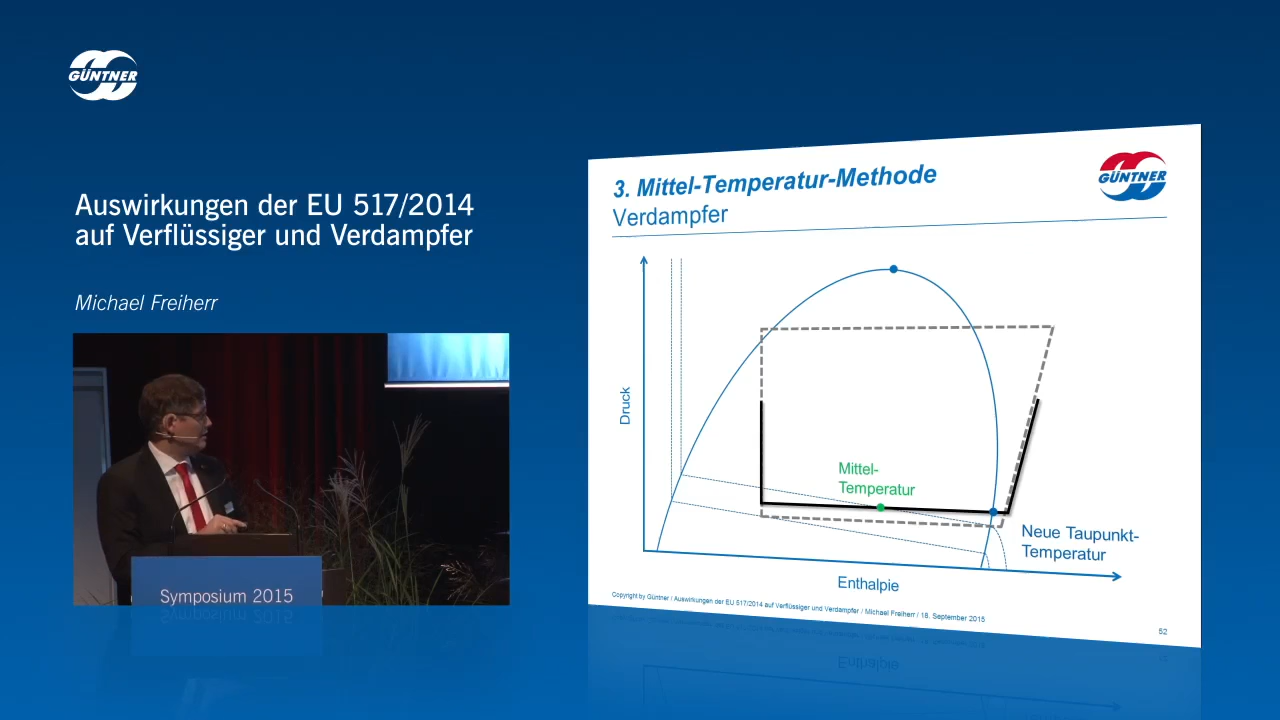 GÜNTNER
Auswirkungen der EU 517/2014
auf Verflüssiger und Verdampfer
Michael Freiherr
Symposium 2015
3. Mittel-Temperatur-Methode
Verdampfer
GÜNTNER
Druck
Mittel-
Temperatur
Neue Taupunkt-
Temperatur
Enthalpie
Copyright by Güntner / Auswirkungen der EU 517/2014 auf Verflüssiger und Verdampfer / Michael Freiherr / 18. September 2015
52